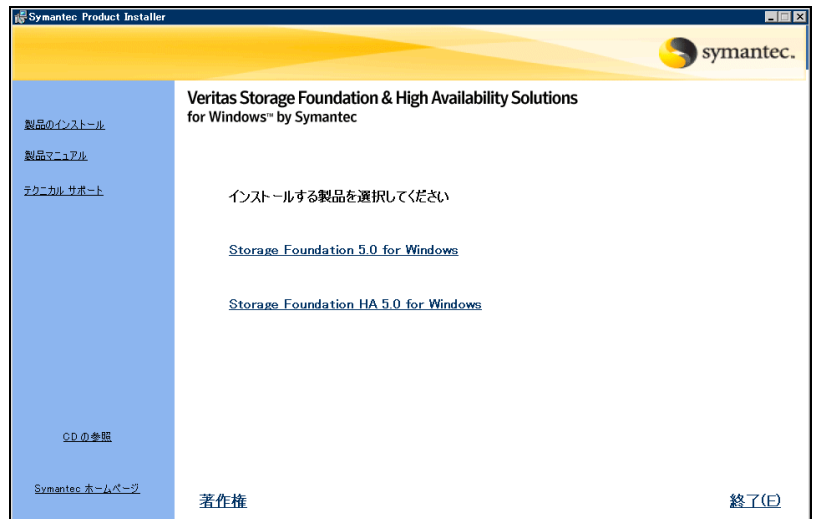 Symantec Product Installer
symantec.
Veritas Storage Foundation & High Availability Solutions
for Windows™ by Symantec
製品のインストール
製品マニュアル
テクニカル サポート
インストールする製品を選択してください
Storage Foundation 5.0 for Windows
Storage Foundation HA 5.0 for Windows
CD の参照
Symantec ホームページ
著作権
終了(E)